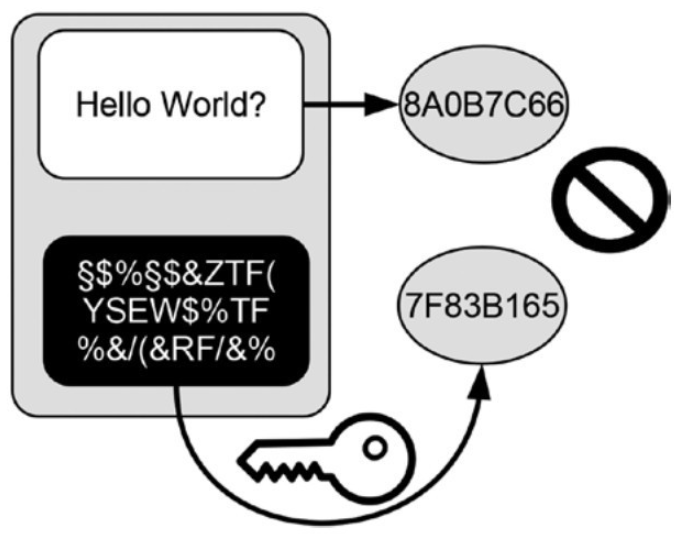 Hello World?
8A0B7C66
§$%§$&ZTF(
YSEW$%TF
%&/(&RF/&%
7F83B165